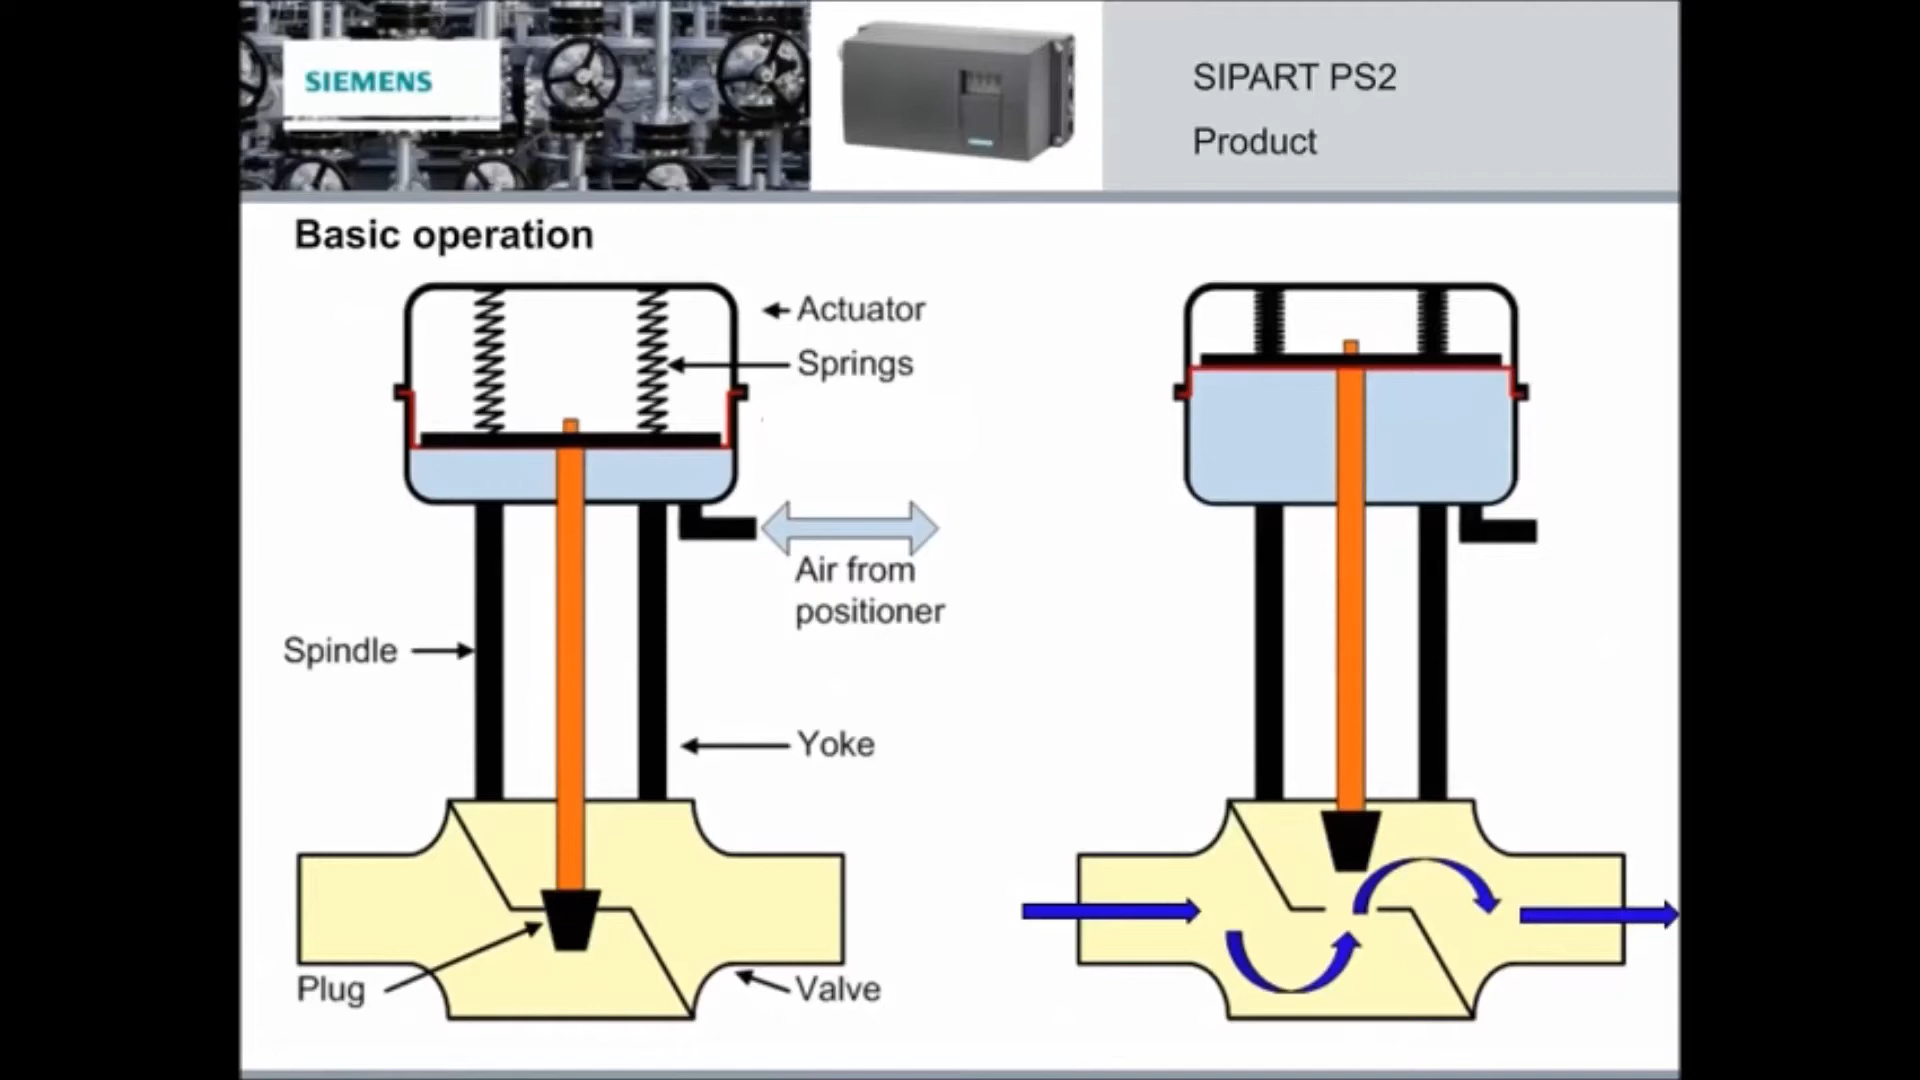 SIEMENS
SIPART PS2
Product
Basic operation
Actuator
Springs
Air from
positioner
Spindle
Yoke
Plug
Valve